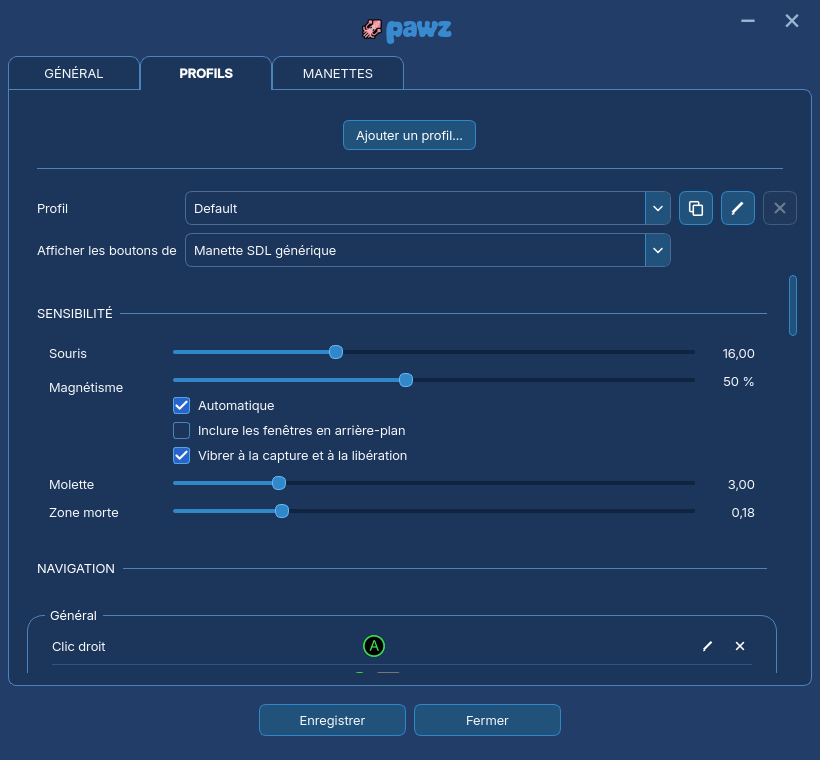 pawz
GÉNÉRAL
PROFILS
MANETTES
Ajouter un profil...
Profil
Default
Afficher les boutons de
Manette SDL générique
SENSIBILITÉ
Souris
16,00
Magnétisme
50 %
Automatique
Inclure les fenêtres en arrière-plan
Vibrer à la capture et à la libération
Molette
3,00
Zone morte
0,18
NAVIGATION
Général
Clic droit
A
Enregistrer
Fermer